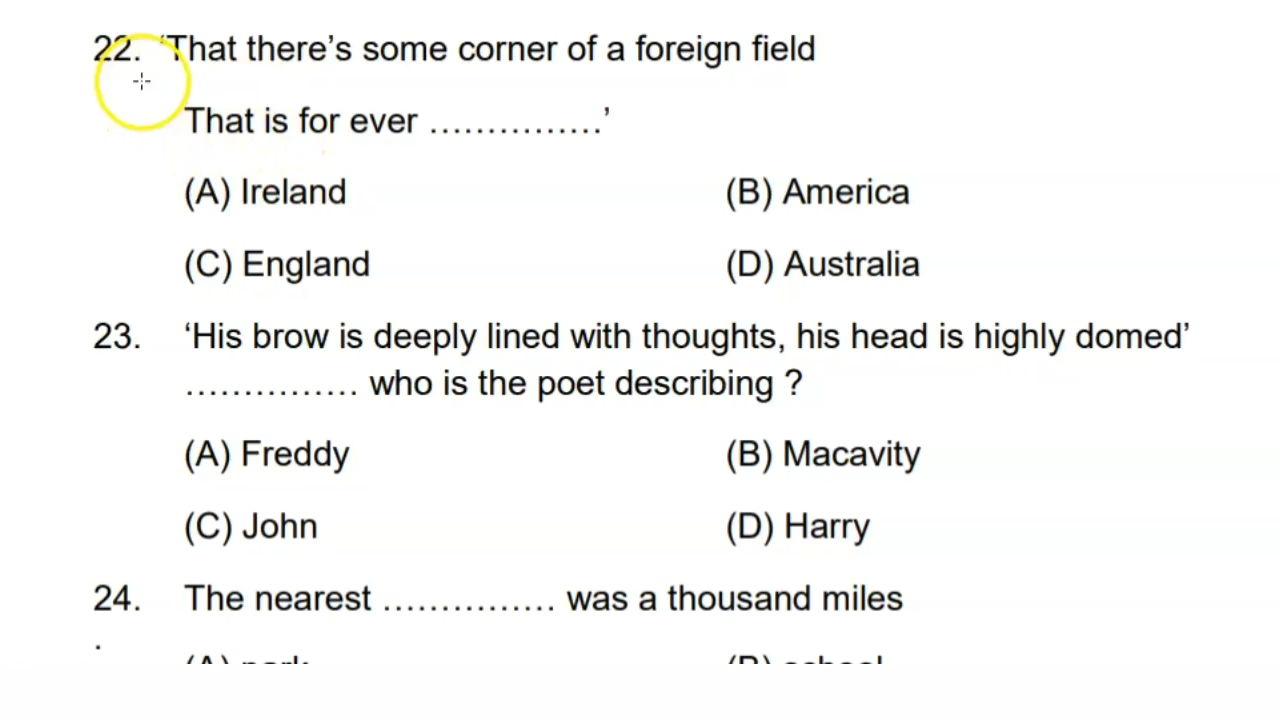 22. ‘That there’s some corner of a foreign field
That is for ever ……………’
(A) Ireland (B) America
(C) England (D) Australia
23. ‘His brow is deeply lined with thoughts, his head is highly domed’
…………… who is the poet describing ?
(A) Freddy (B) Macavity
(C) John (D) Harry
24. The nearest …………… was a thousand miles
.
(A) (B)